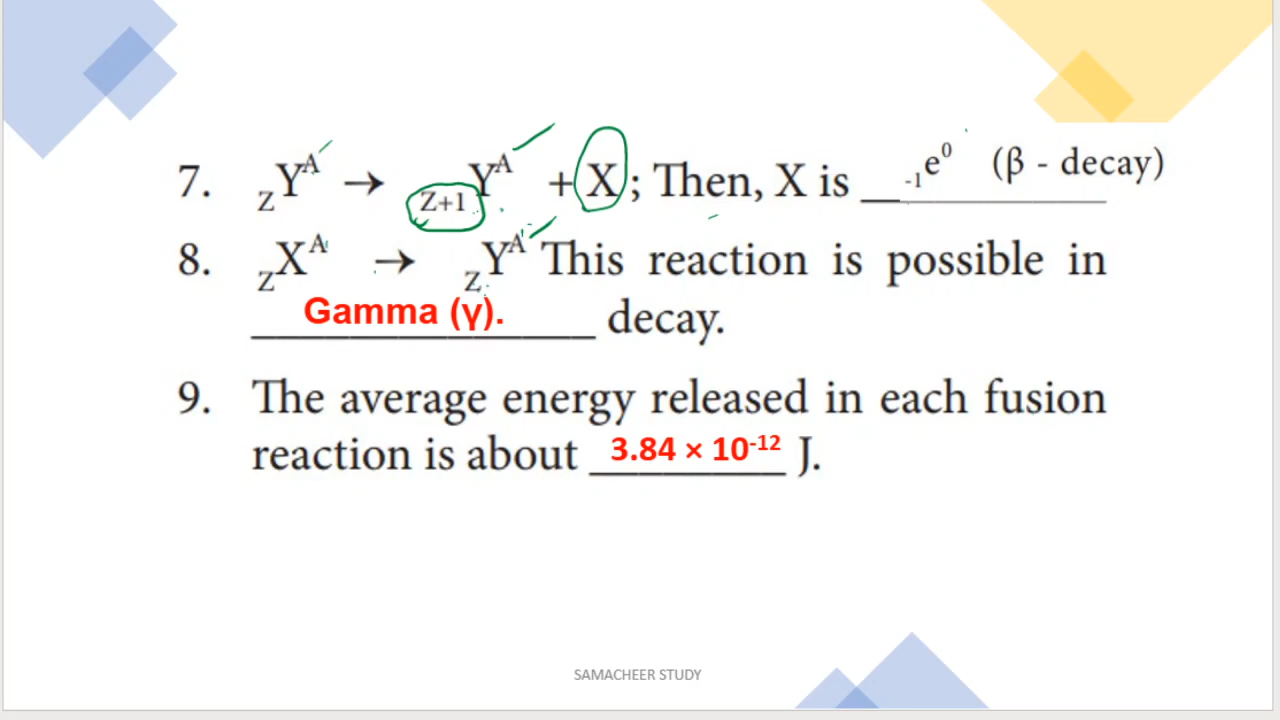 7. ZYA → Z+1YA + X ; Then, X is __ -1e0 (β - decay)
8. ZXA → ZYA This reaction is possible in
Gamma (γ). decay.
9. The average energy released in each fusion
reaction is about 3.84 × 10-12 J.
SAMACHEER STUDY